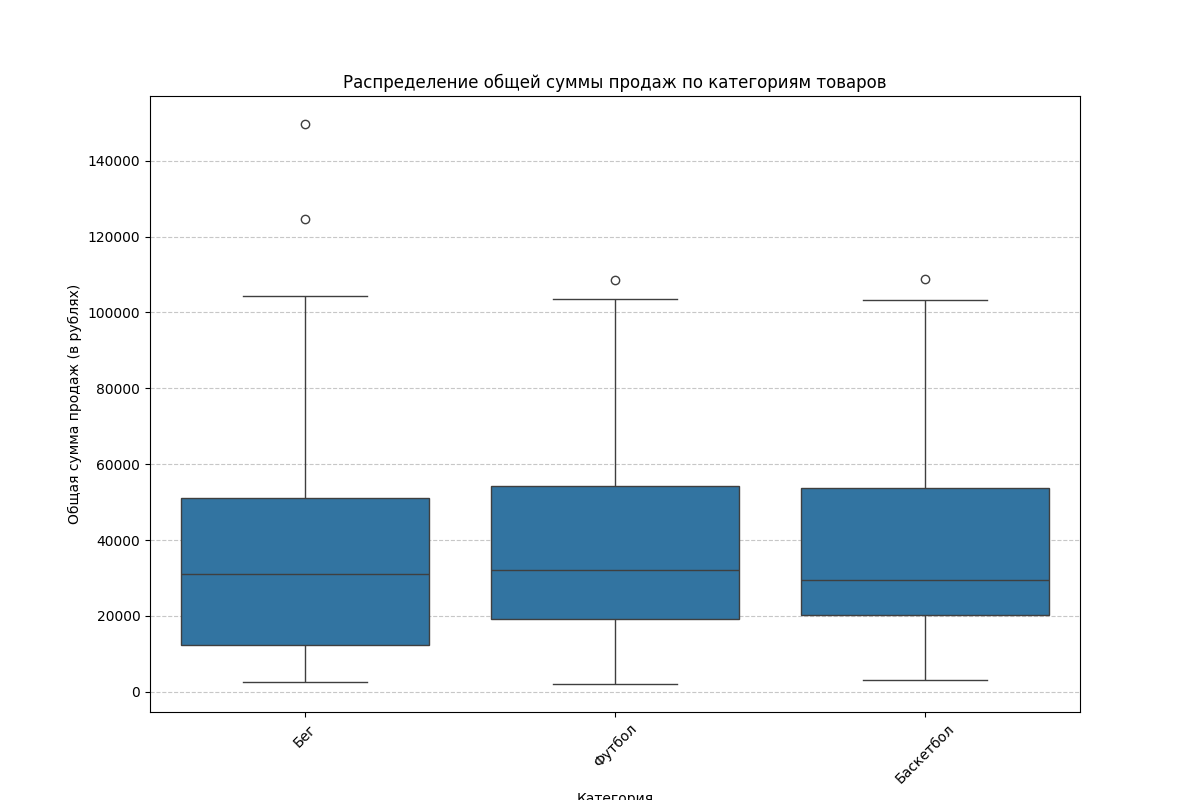 Распределение общей суммы продаж по категориям товаров
Общая сумма продаж (в рублях)
140000
120000
100000
80000
60000
40000
20000
0
Бег
Футбол
Баскетбол
Категория